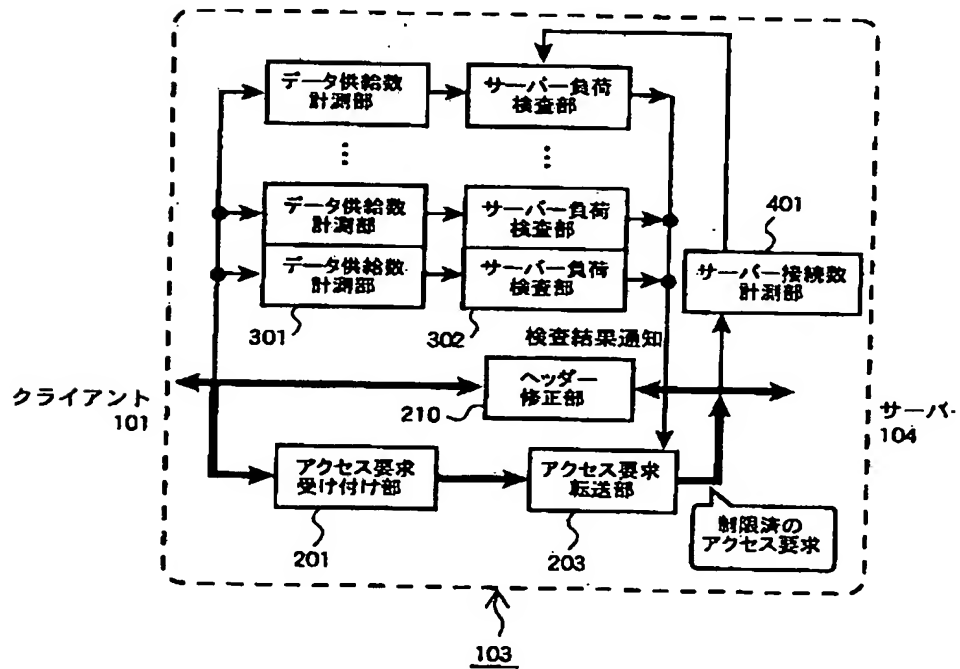 データ供給数
計測部
サーバー負荷
検査部
⋮
⋮
データ供給数
計測部
サーバー負荷
検査部
401
データ供給数
計測部
サーバー負荷
検査部
サーバー接続数
計測部
301
302
検査結果通知
クライアント
101
ヘッダー
修正部
210
サーバ-
104
アクセス要求
受け付け部
アクセス要求
転送部
201
203
制限済の
アクセス要求
103